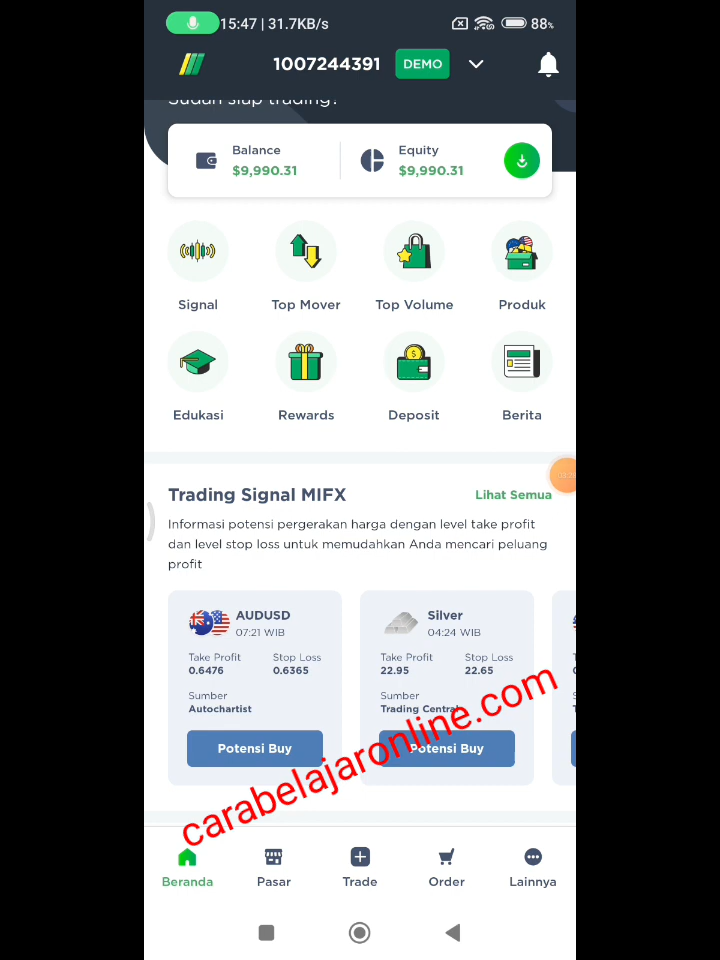 15:47 | 31.7KB/s
88%
1007244391 DEMO
Sudah siap trading?
Balance
$9,990.31
Equity
$9,990.31
Signal
Top Mover
Top Volume
Produk
Edukasi
Rewards
Deposit
Berita
Trading Signal MIFX
Lihat Semua
Informasi potensi pergerakan harga dengan level take profit
dan level stop loss untuk memudahkan Anda mencari peluang
profit
AUDUSD
07:21 WIB
Take Profit
0.6476
Stop Loss
0.6365
Sumber
Autochartist
Potensi Buy
Silver
04:24 WIB
Take Profit
22.95
Stop Loss
22.65
Sumber
Trading Central
Potensi Buy
carabelajaronline.com
Beranda
Pasar
Trade
Order
Lainnya